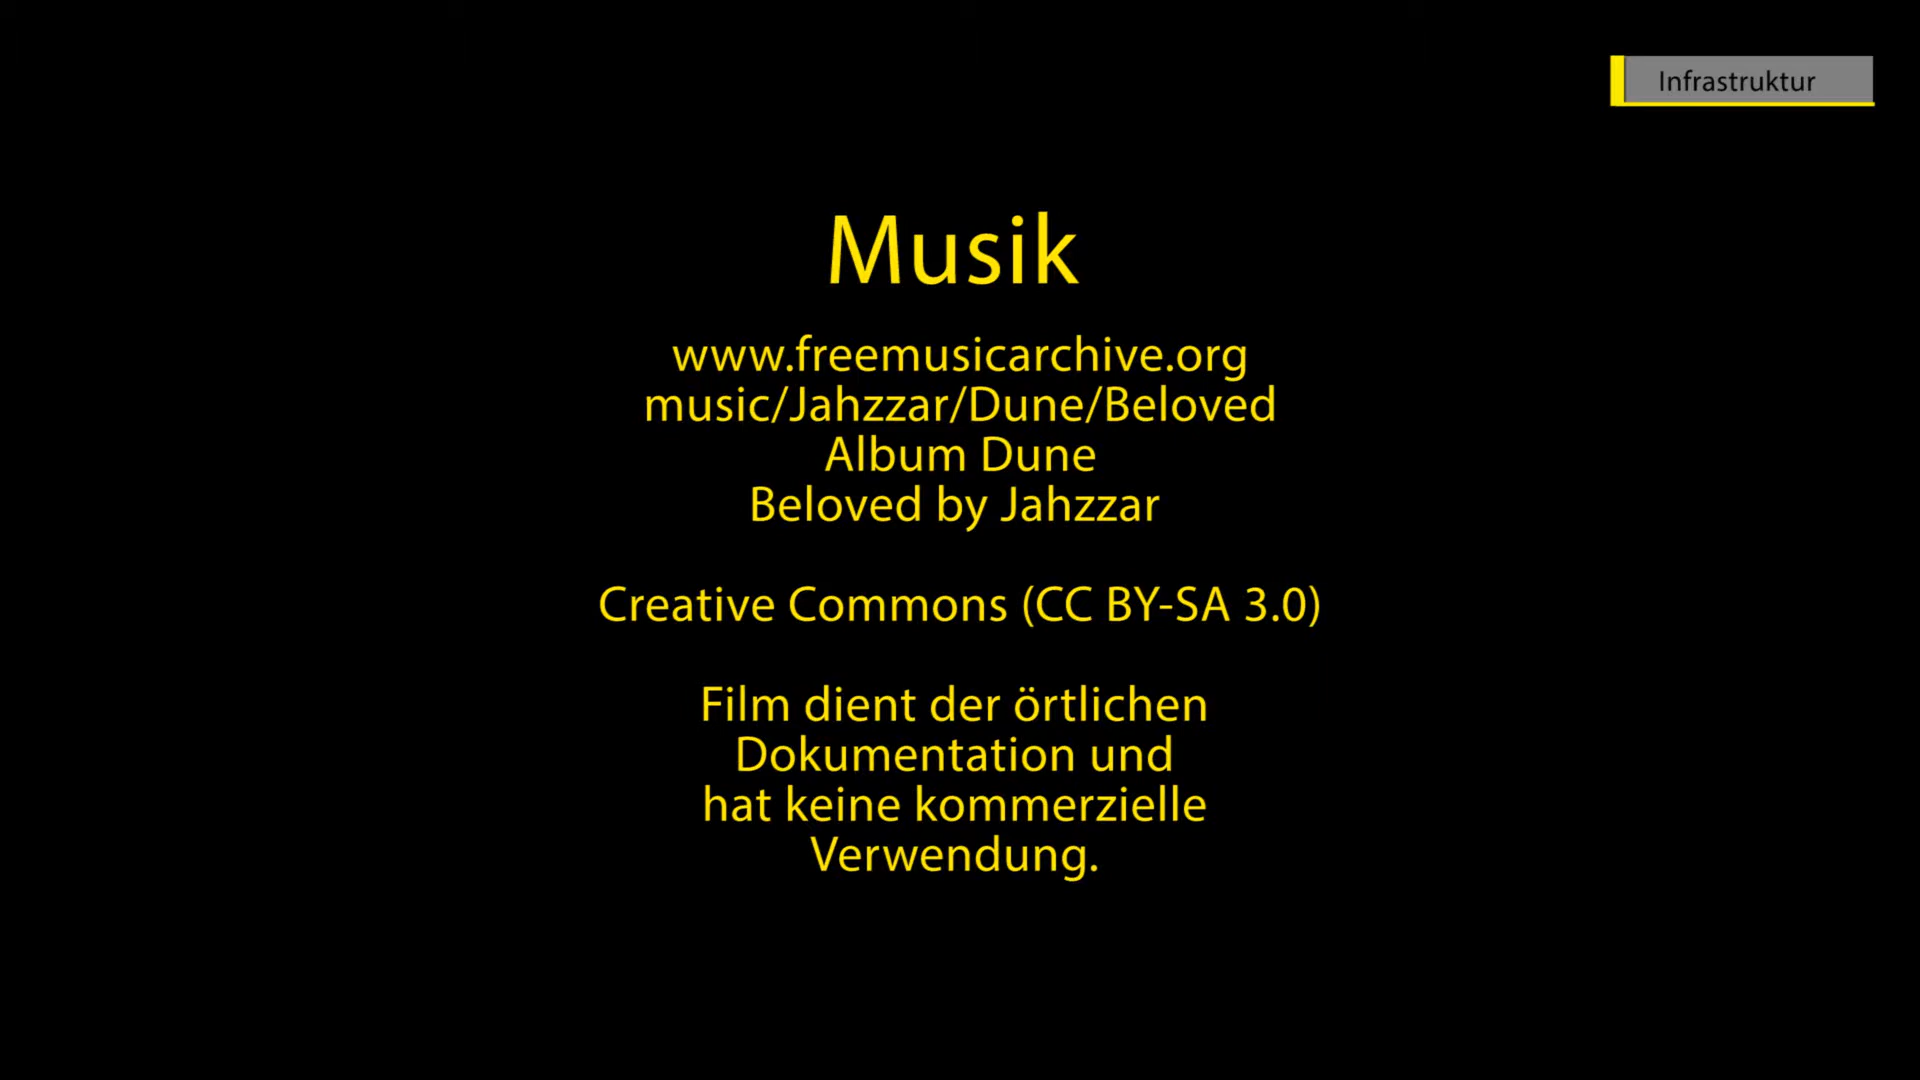 Infrastruktur
Musik
www.freemusicarchive.org
music/Jahzzar/Dune/Beloved
Album Dune
Beloved by Jahzzar
Creative Commons (CC BY-SA 3.0)
Film dient der örtlichen
Dokumentation und
hat keine kommerzielle
Verwendung.